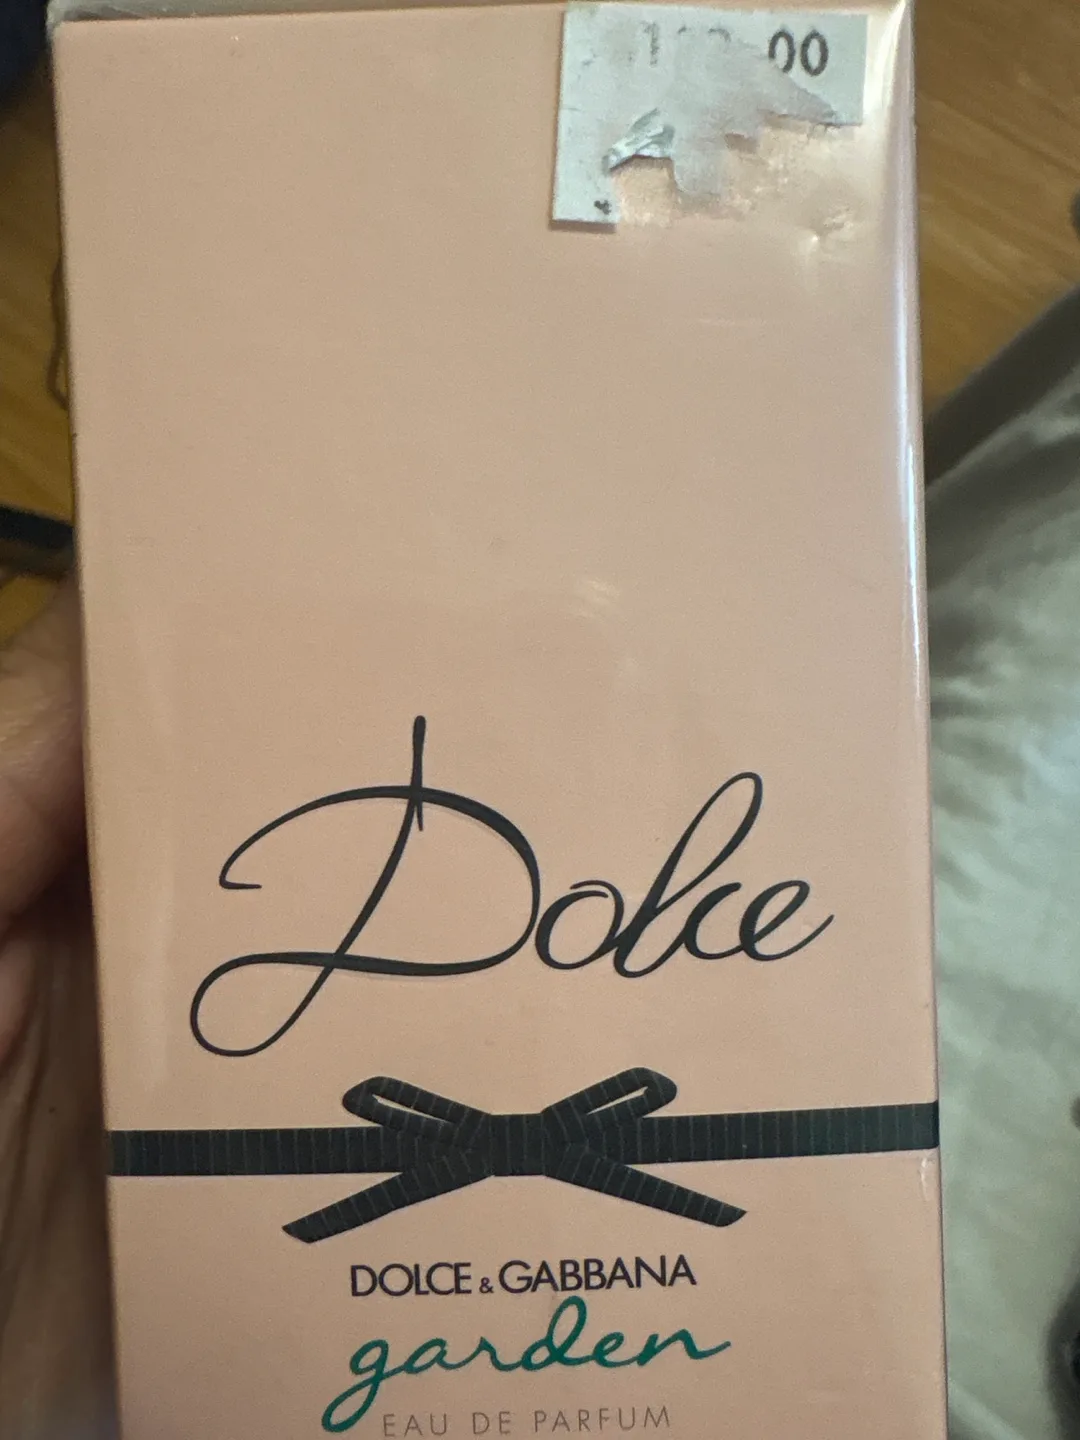 00
Dolce
DOLCE & GABBANA
garden
EAU DE PARFUM